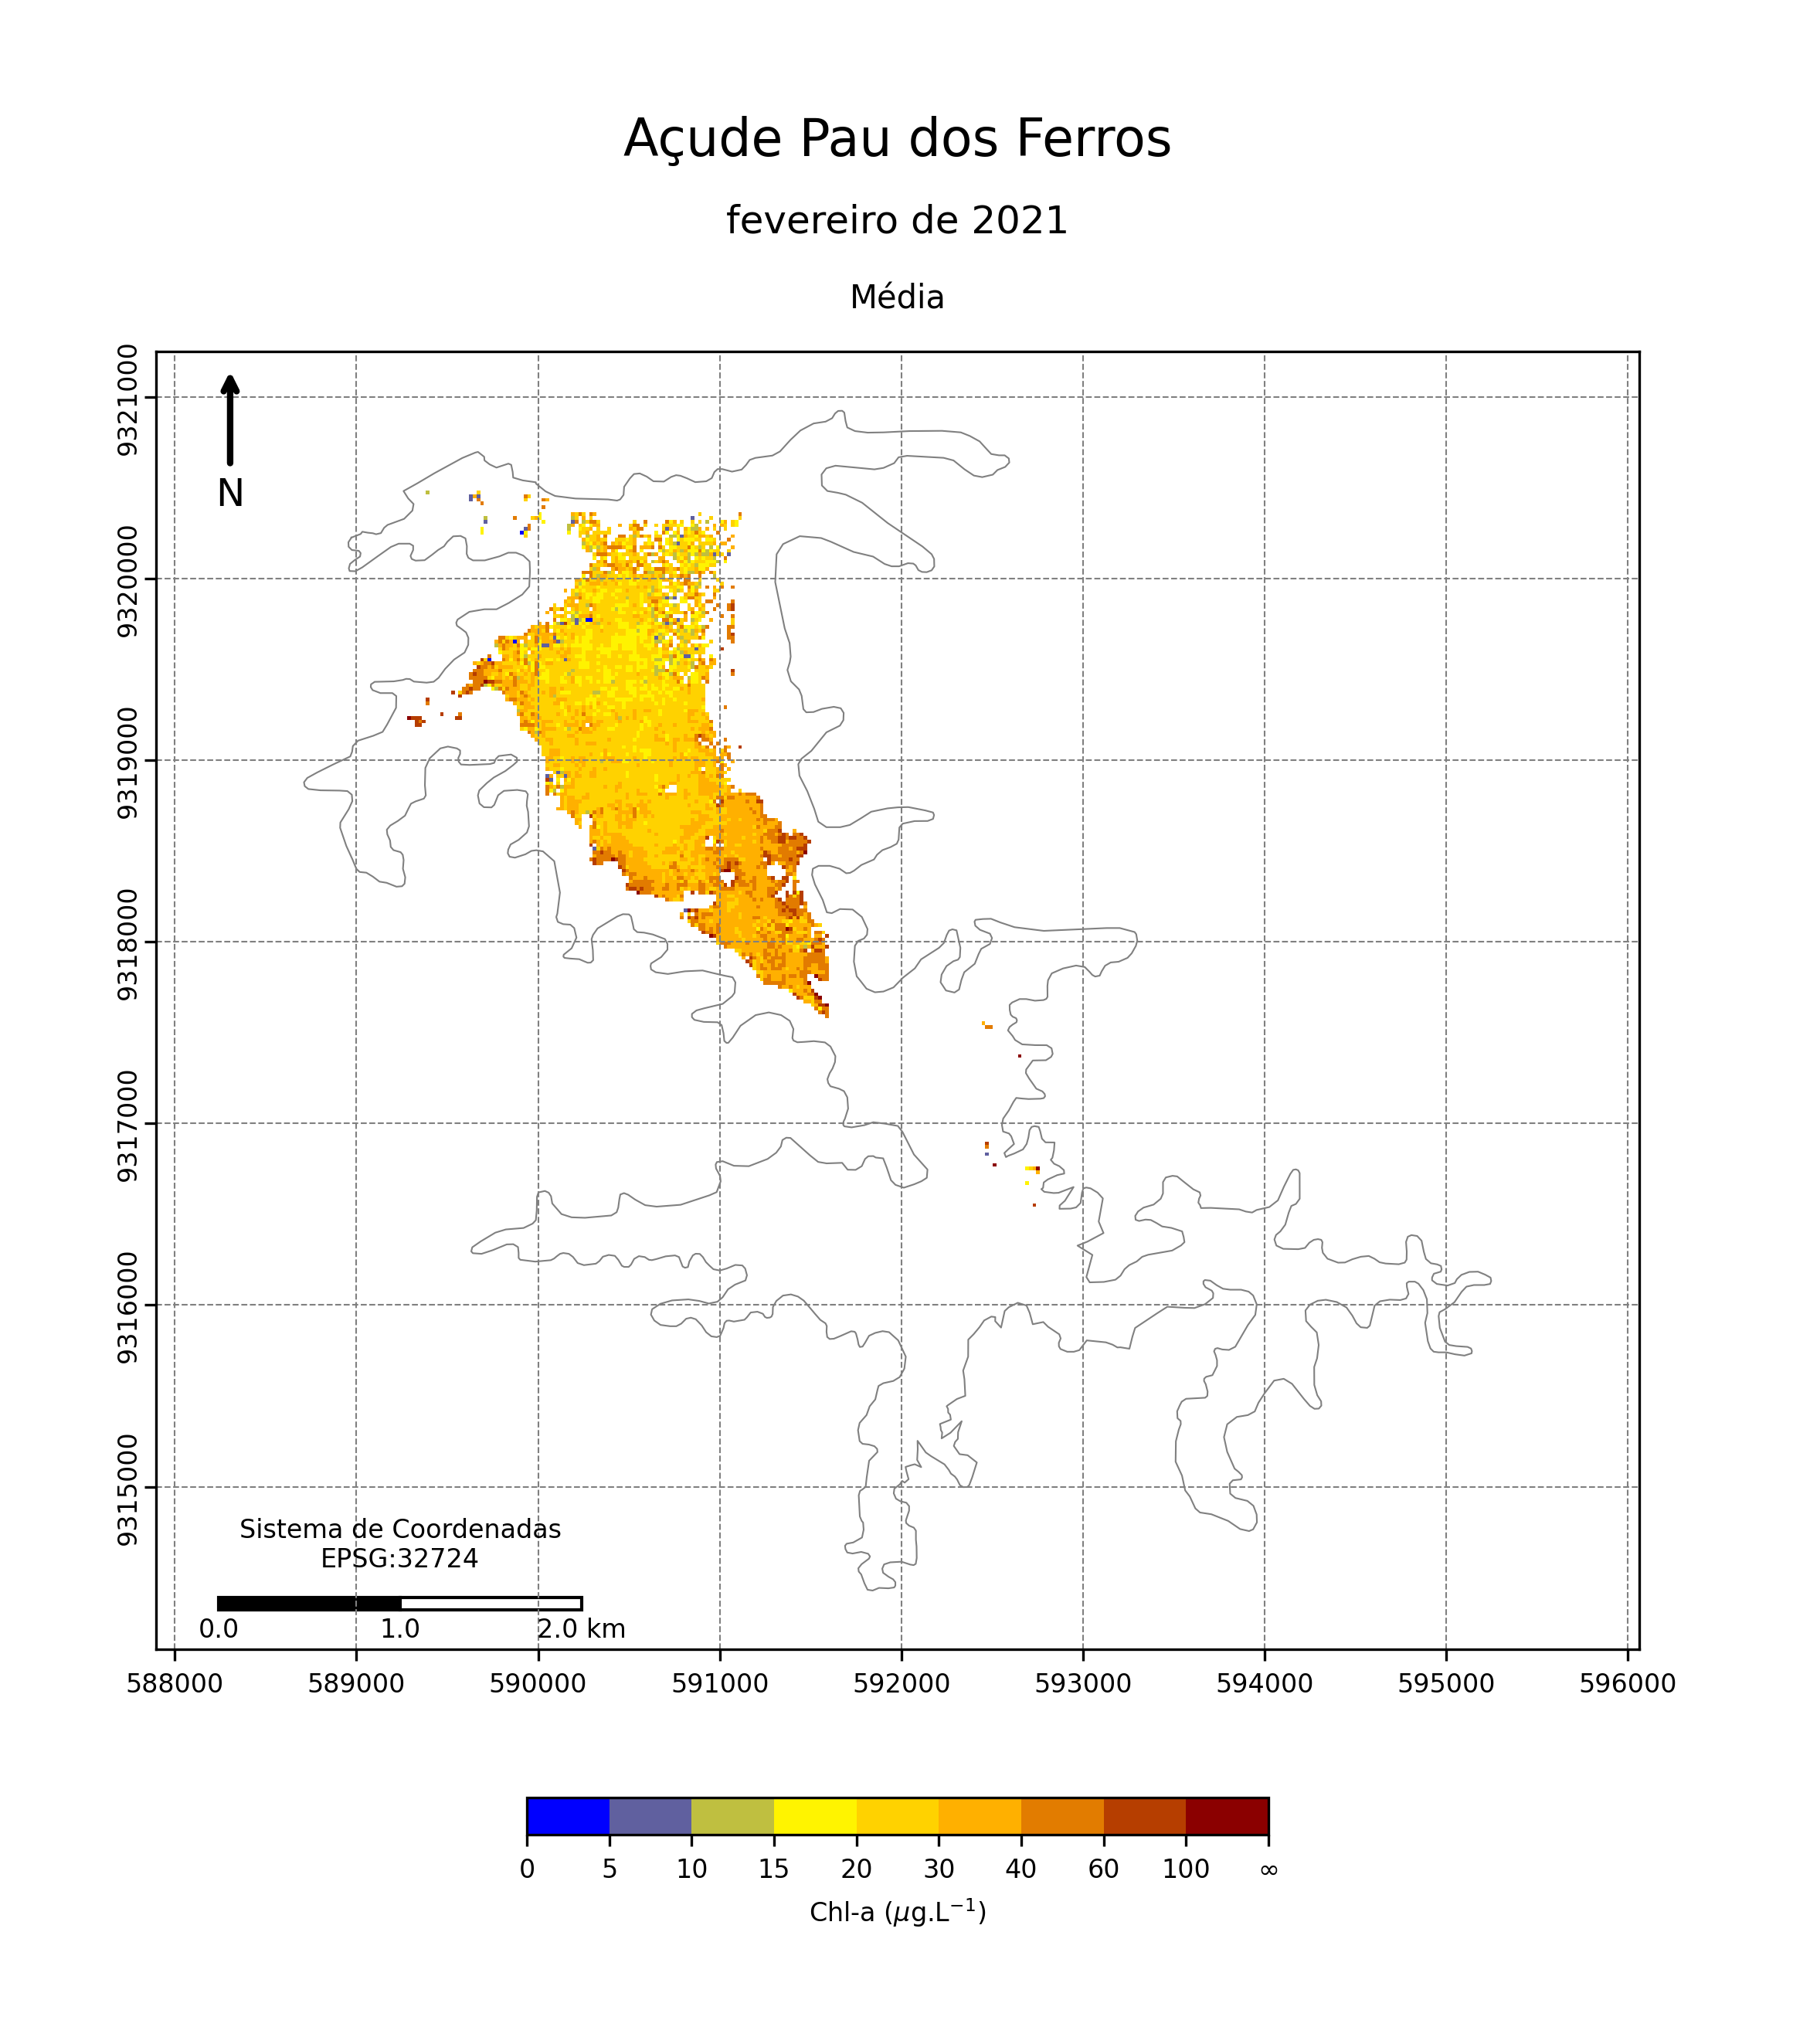 Açude Pau dos Ferros
fevereiro de 2021
Média
9321000
9320000
9319000
9318000
9317000
9316000
9315000
N
Sistema de Coordenadas
EPSG:32724
0.0 1.0 2.0 km
588000 589000 590000 591000 592000 593000 594000 595000 596000
0 5 10 15 20 30 40 60 100 ∞
Chl-a (μg.L⁻¹)